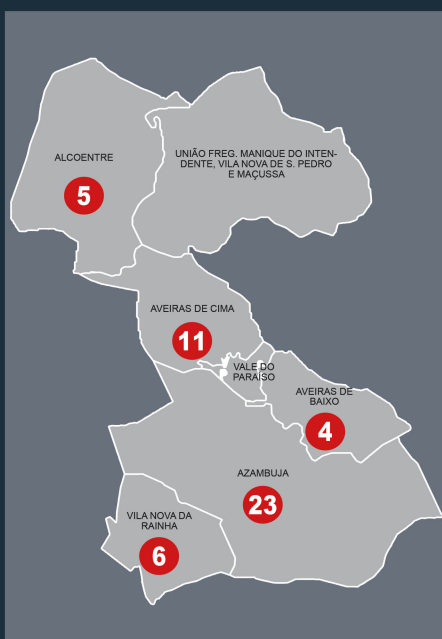 ALCOENTRE
5
UNIÃO FREG. MANIQUE DO INTEN-
DENTE, VILA NOVA DE S. PEDRO
E MAÇUSSA
AVEIRAS DE CIMA
11
VALE DO
PARAÍSO
AVEIRAS DE
BAIXO
4
AZAMBUJA
23
VILA NOVA DA
RAINHA
6